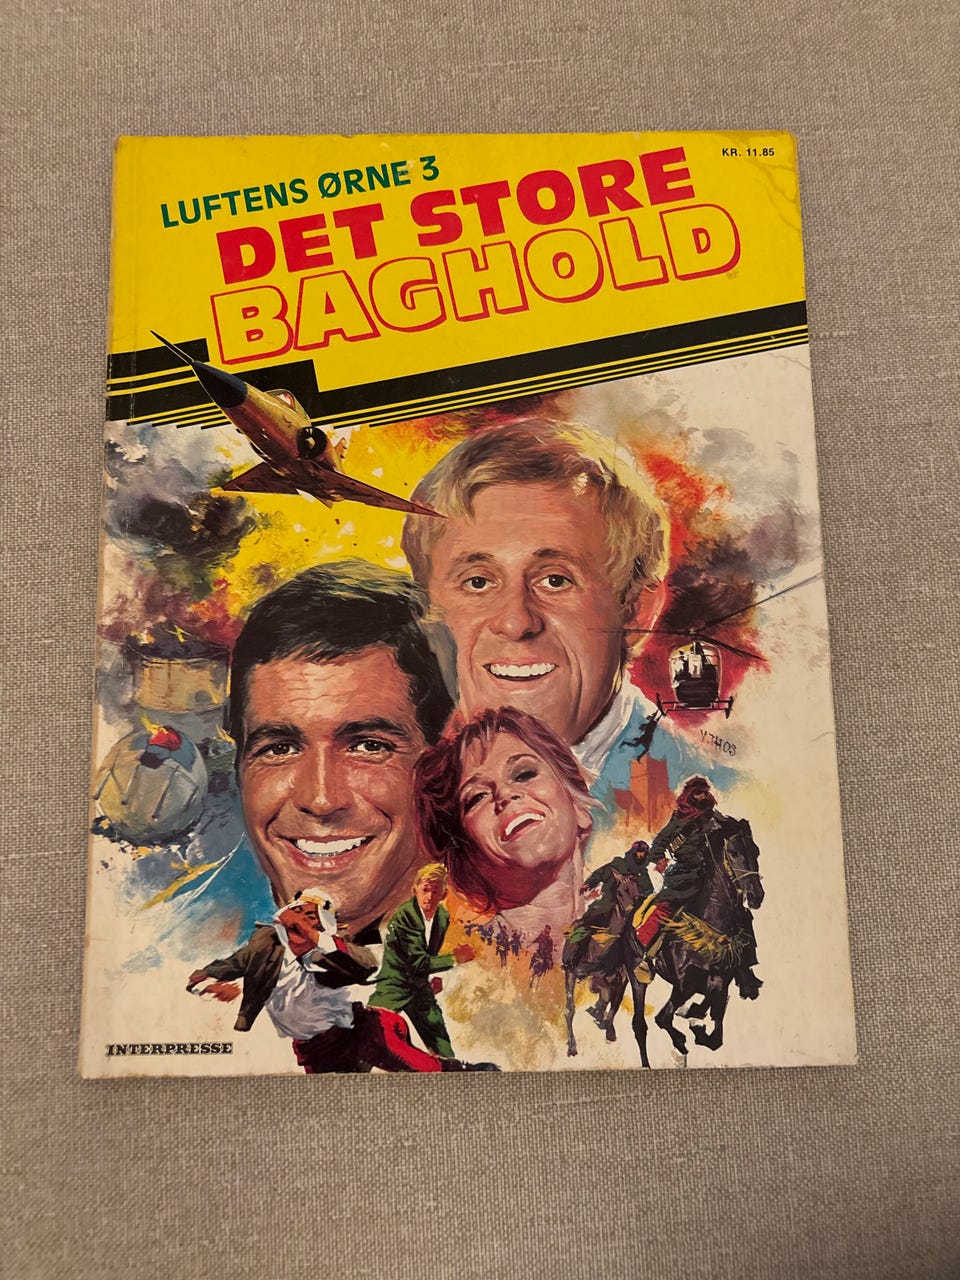 KR. 11.85
LUFTENS ØRNE 3
DET STORE
BAGHOLD
Y. THOS
INTERPRESSE